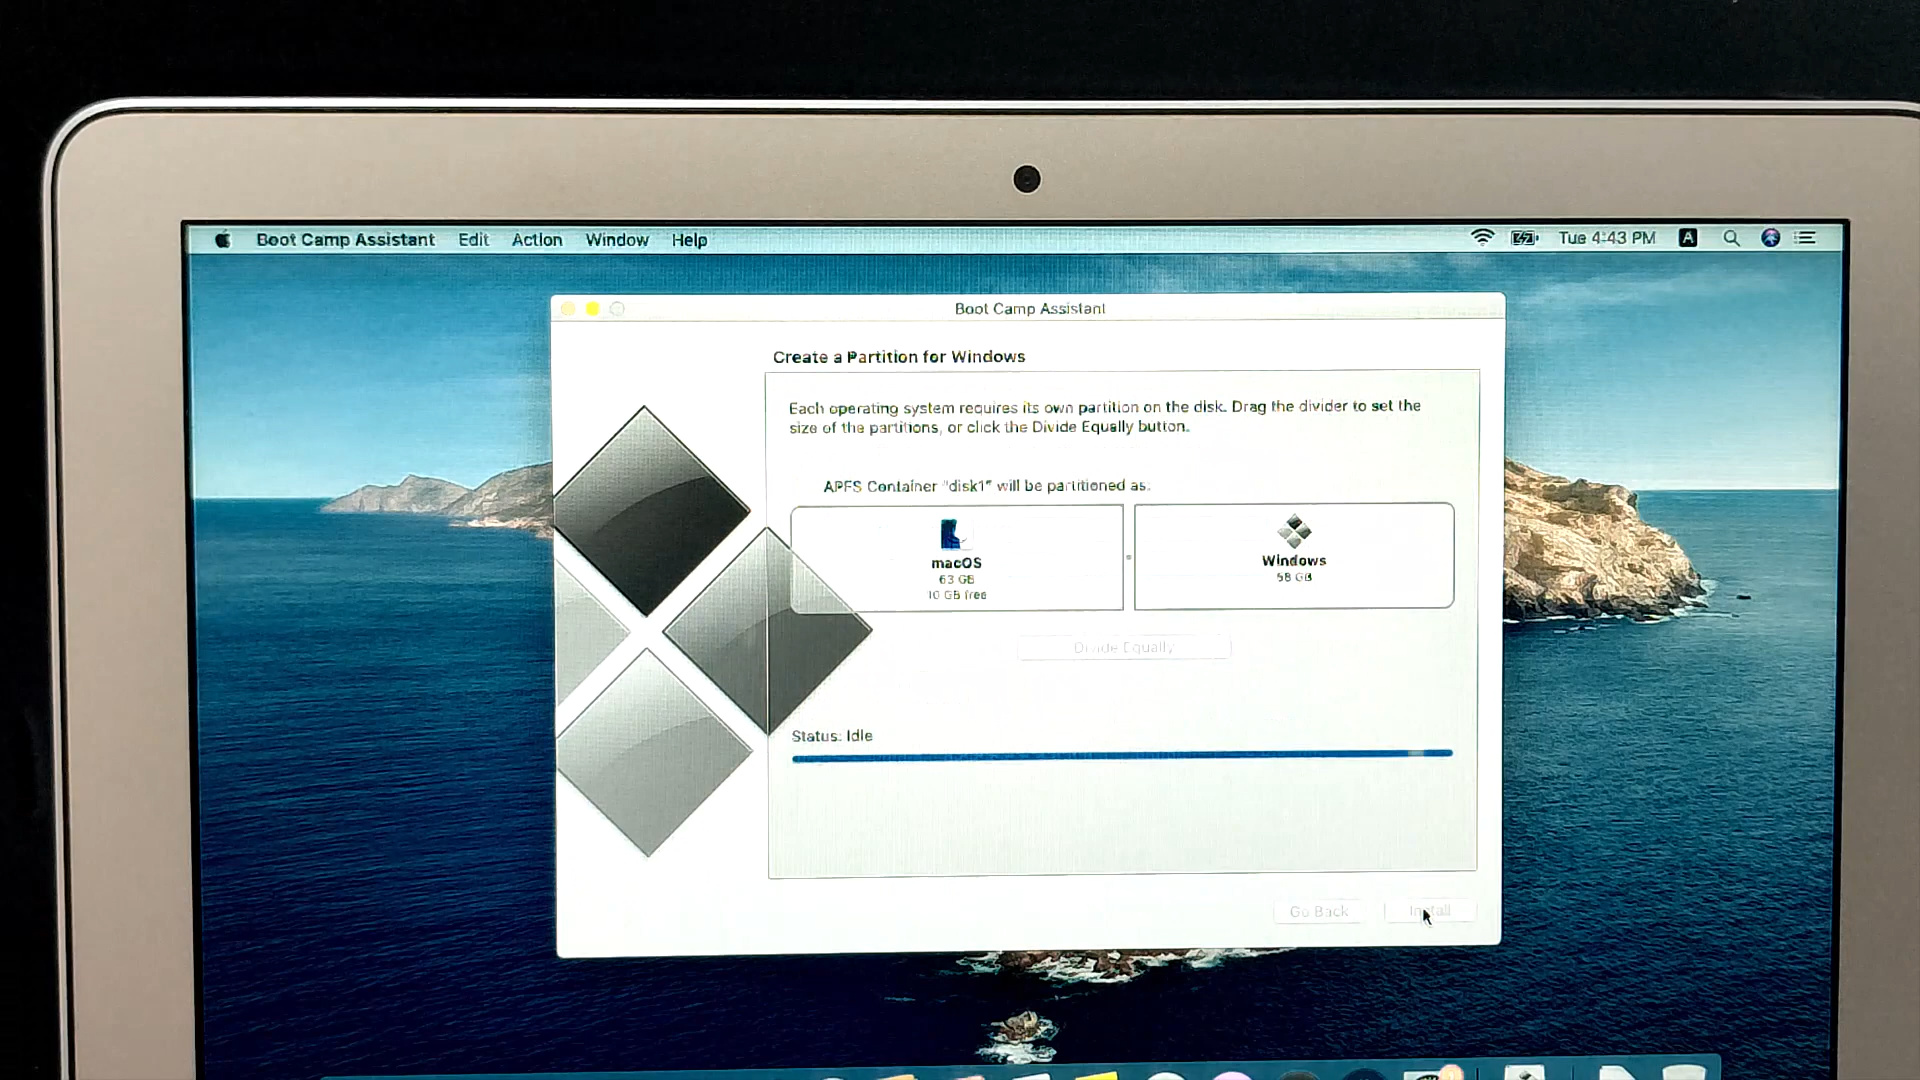 Boot Camp Assistant Edit Action Window Help Tue 4:43 PM A
Boot Camp Assistant
Create a Partition for Windows
Each operating system requires its own partition on the disk. Drag the divider to set the
size of the partitions, or click the Divide Equally button.
APFS Container "disk1" will be partitioned as:
macOS
63 GB
10 GB free
Windows
58 GB
Divide Equally
Status: Idle
Go Back Install